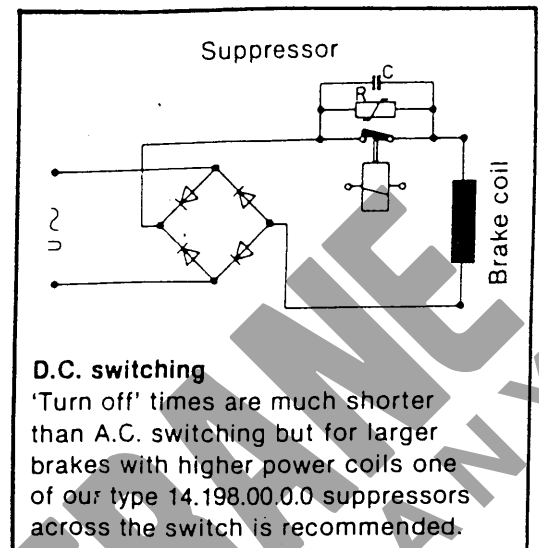 Suppressor
C
R
U ~
Brake coil
D.C. switching
'Turn off' times are much shorter
than A.C. switching but for larger
brakes with higher power coils one
of our type 14.198.00.0.0 suppressors
across the switch is recommended.